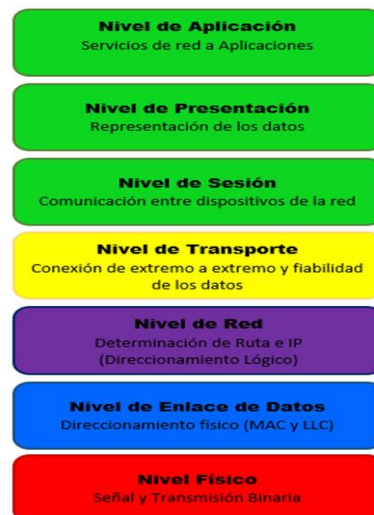 Nivel de Aplicación
Servicios de red a Aplicaciones
Nivel de Presentación
Representación de los datos
Nivel de Sesión
Comunicación entre dispositivos de la red
Nivel de Transporte
Conexión de extremo a extremo y fiabilidad
de los datos
Nivel de Red
Determinación de Ruta e IP
(Direccionamiento Lógico)
Nivel de Enlace de Datos
Direccionamiento físico (MAC y LLC)
Nivel Físico
Señal y Transmisión Binaria